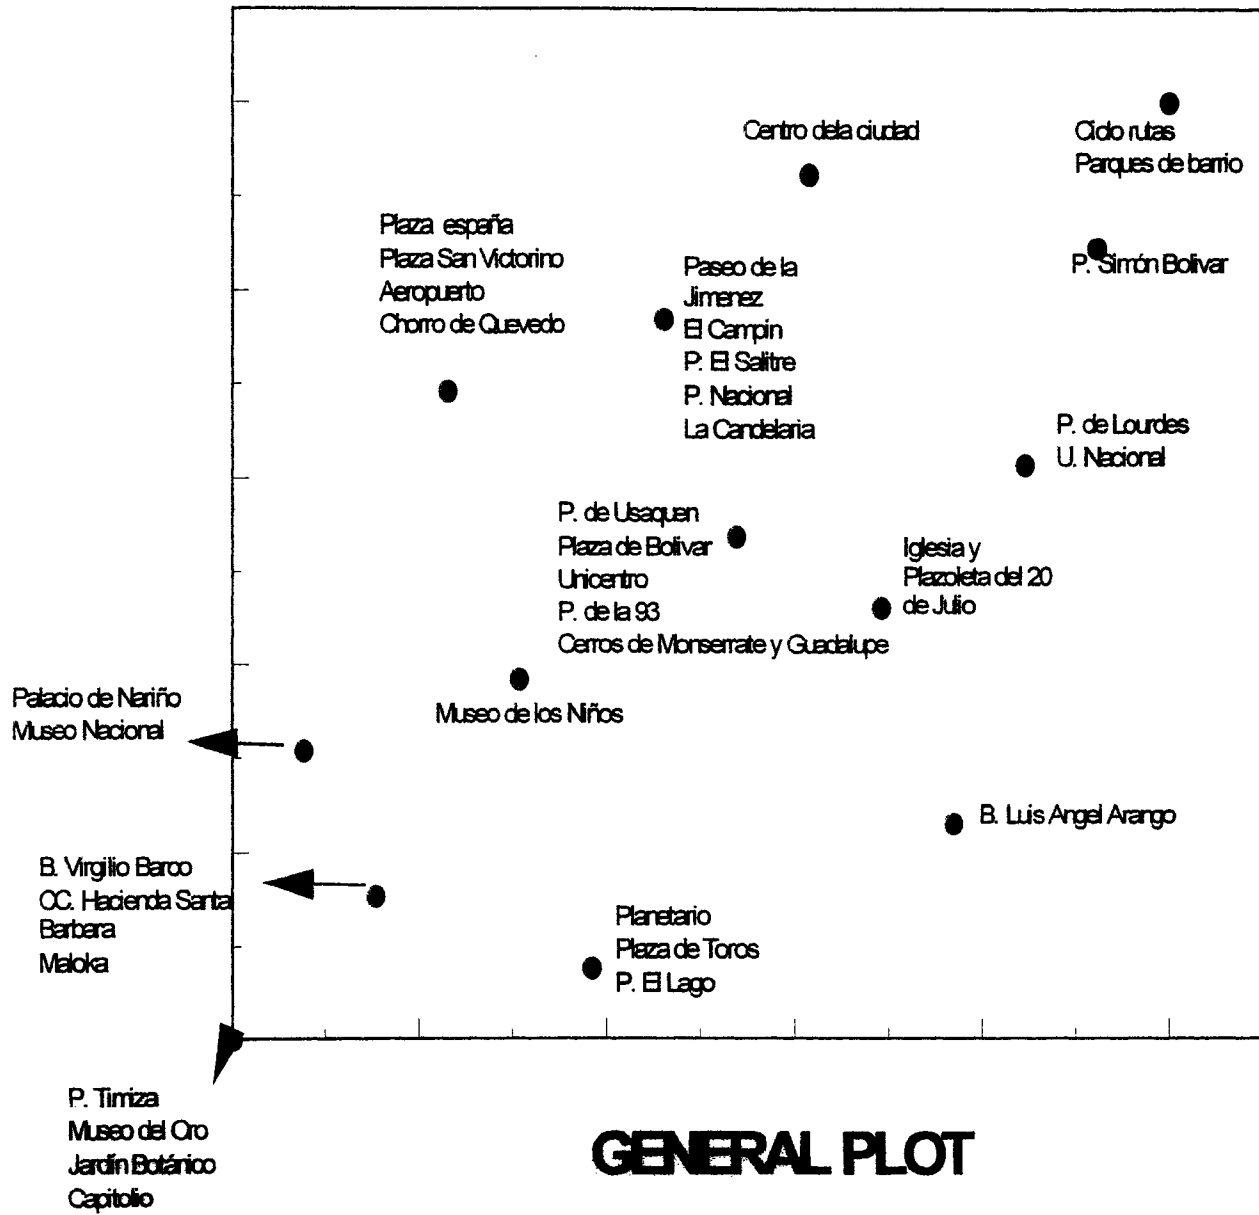 Centro dela ciudad
Ciclo rutas
Parques de barrio
Plaza españa
Plaza San Victorino
Aeropuerto
Chorro de Quevedo
Paseo de la
Jimenez
El Campin
P. El Salitre
P. Nacional
La Candelaria
P. Simón Bolivar
P. de Lourdes
U. Nacional
P. de Usaquen
Plaza de Bolivar
Unicentro
P. de la 93
Cerros de Monserrate y Guadalupe
Iglesia y
Plazoleta del 20
de Julio
Museo de los Niños
Palacio de Nariño
Museo Nacional
B. Luis Angel Arango
B. Virgilio Barco
CC. Hacienda Santa
Barbara
Maloka
Planetario
Plaza de Toros
P. El Lago
P. Timiza
Museo del Oro
Jardín Botánico
Capitolio
GENERAL PLOT